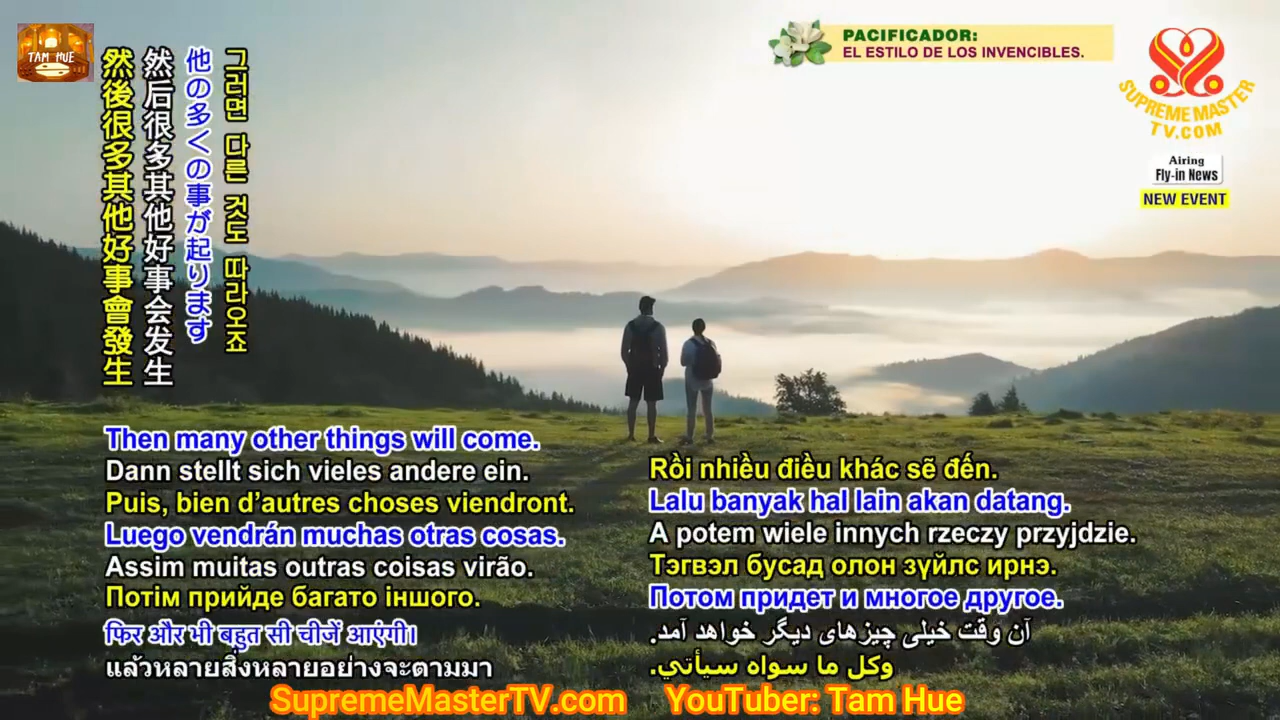 TAM HUE
PACIFICADOR:
EL ESTILO DE LOS INVENCIBLES.
SUPREME MASTER
TV.COM
Airing
Fly-in News
NEW EVENT
그러면 다른 것도 따라오죠
他の多くの事が起ります
然后很多其他好事会发生
然後很多其他好事會發生
Then many other things will come.
Dann stellt sich vieles andere ein.
Puis, bien d’autres choses viendront.
Luego vendrán muchas otras cosas.
Assim muitas outras coisas virão.
Потім прийде багато іншого.
फिर और भी बहुत सी चीजें आएंगी।
แล้วหลายสิ่งหลายอย่างจะตามมา
Rồi nhiều điều khác sẽ đến.
Lalu banyak hal lain akan datang.
A potem wiele innych rzeczy przyjdzie.
Тэгвэл бусад олон зүйлс ирнэ.
Потом придет и многое другое.
آن وقت خیلی چیزهای دیگر خواهد آمد.
وكل ما سواه سيأتي.
SupremeMasterTV.com YouTuber: Tam Hue